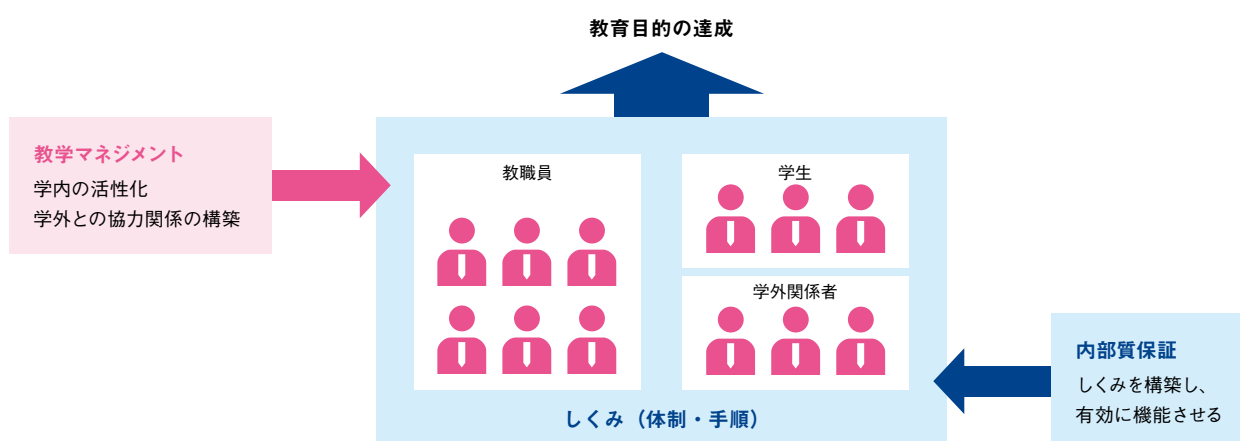 教育目的の達成
教学マネジメント
学内の活性化
学外との協力関係の構築
教職員
学生
学外関係者
内部質保証
しくみを構築し、
有効に機能させる
しくみ（体制・手順）